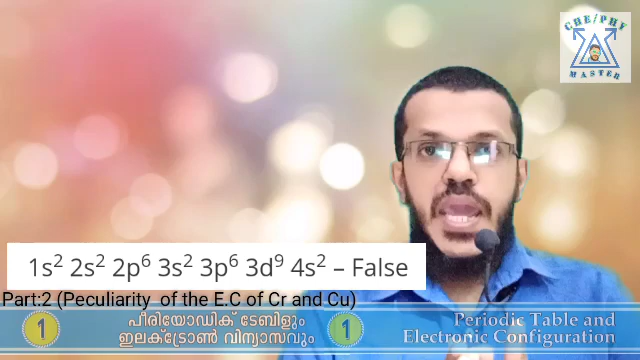 CHE/PHY
MASTER
1s² 2s² 2p⁶ 3s² 3p⁶ 3d⁹ 4s² – False
Part:2 (Peculiarity of the E.C of Cr and Cu)
1 പീരിയോഡിക് ടേബിളും
ഇലക്ട്രോൺ വിന്യാസവും
1 Periodic Table and
Electronic Configuration